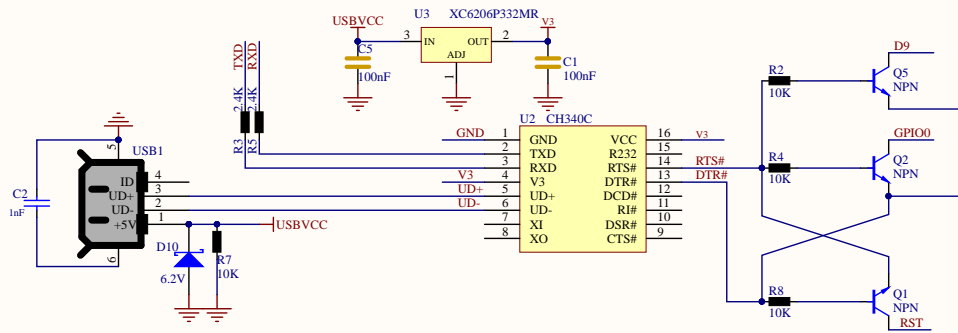 USBVCC
U3
XC6206P332MR
V3
3
IN
OUT
2
ADJ
1
C5
100nF
C1
100nF
TXD
RXD
2.4K
2.4K
R3
R5
U2
CH340C
GND
1
GND
VCC
16
V3
2
TXD
R232
15
3
RXD
RTS#
14
RTS#
V3
4
V3
DTR#
13
DTR#
UD+
5
UD+
DCD#
12
UD-
6
UD-
RI#
11
7
XI
DSR#
10
8
XO
CTS#
9
C2
1nF
5
USB1
ID
4
UD+
3
UD-
2
+5V
1
6
USBVCC
D10
6.2V
R7
10K
R2
10K
D9
Q5
NPN
R4
10K
GPIO0
Q2
NPN
R8
10K
Q1
NPN
RST